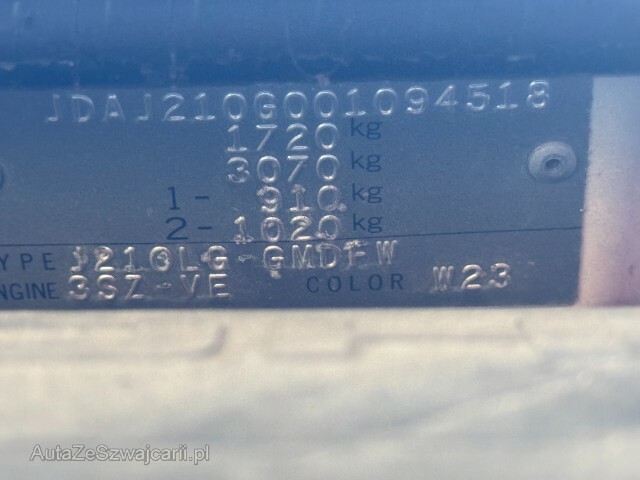 JDAJ210G001094518
1720 kg
3070 kg
1- 910 kg
2- 1020 kg
YPE J210LG-GMDFW
NGINE 3SZ-VE COLOR W23
AutaZeSzwajcarii.pl